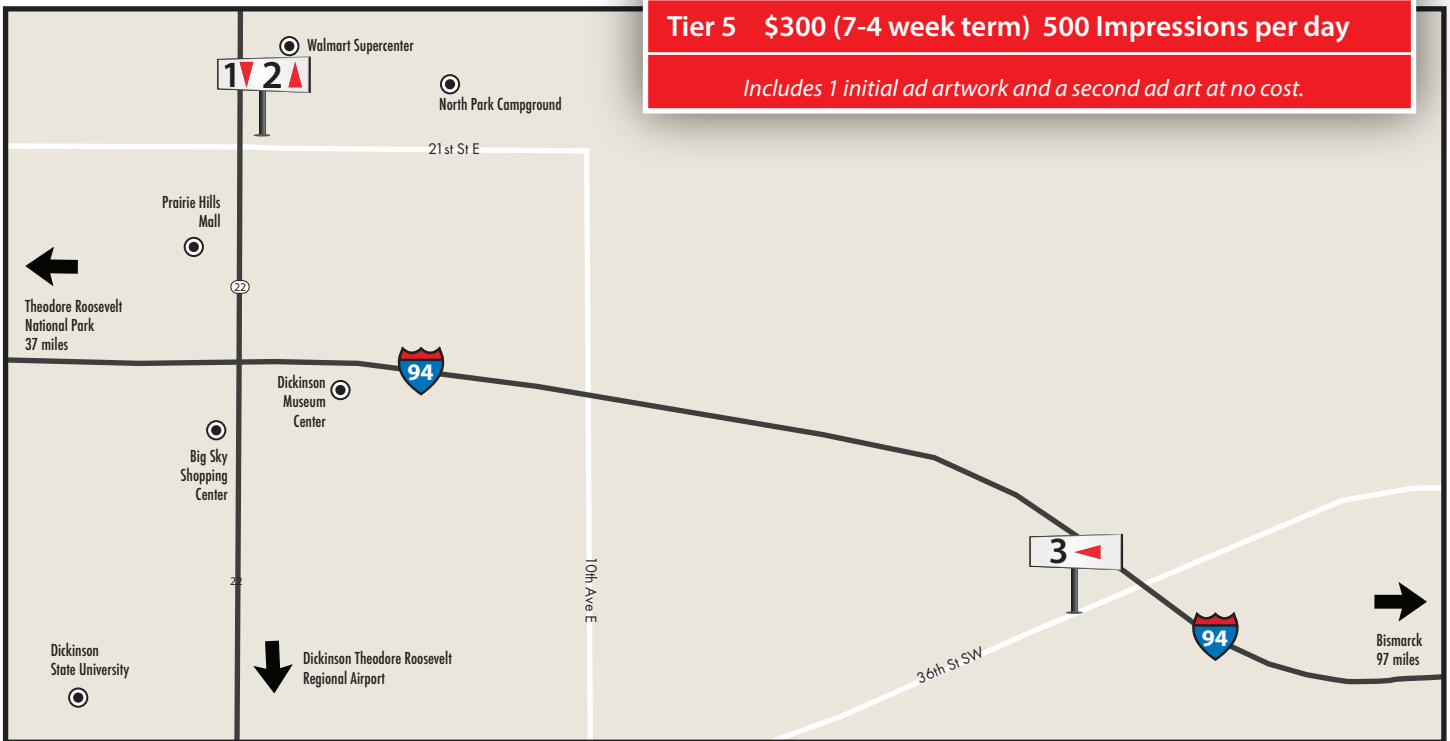 Tier 5 $300 (7-4 week term) 500 Impressions per day
Includes 1 initial ad artwork and a second ad art at no cost.
Walmart Supercenter
1 2
North Park Campground
21st St E
Prairie Hills
Mall
22
Theodore Roosevelt
National Park
37 miles
94
Dickinson
Museum
Center
Big Sky
Shopping
Center
3
10th Ave E
22
94
Bismarck
97 miles
36th St SW
Dickinson
State University
Dickinson Theodore Roosevelt
Regional Airport